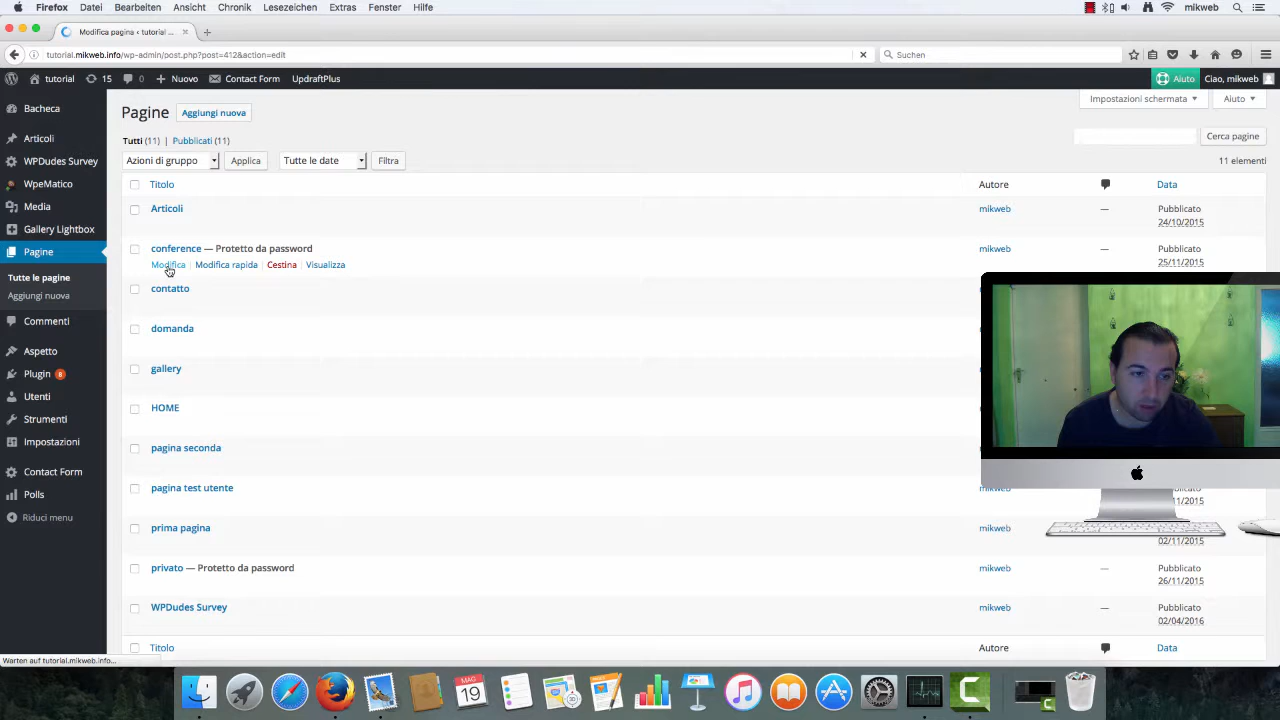 Firefox Datei Bearbeiten Ansicht Chronik Lesezeichen Extras Fenster Hilfe mikweb
Modifica pagina ‹ tutorial ...
tutorial.mikweb.info/wp-admin/post.php?post=412&action=edit Suchen
tutorial 15 0 Nuovo Contact Form UpdraftPlus Aiuto Ciao, mikweb
Bacheca
Articoli
WPDudes Survey
WpeMatico
Media
Gallery Lightbox
Pagine
Tutte le pagine
Aggiungi nuova
Commenti
Aspetto
Plugin 8
Utenti
Strumenti
Impostazioni
Contact Form
Polls
Riduci menu
Impostazioni schermata Aiuto
Pagine Aggiungi nuova
Tutti (11) | Pubblicati (11) Cerca pagine
Azioni di gruppo Applica Tutte le date Filtra 11 elementi
Titolo Autore Data
Articoli mikweb — Pubblicato
24/10/2015
conference — Protetto da password mikweb — Pubblicato
Modifica | Modifica rapida | Cestina | Visualizza 25/11/2015
contatto
domanda
gallery
HOME
pagina seconda
pagina test utente
prima pagina mikweb —
02/11/2015
privato — Protetto da password mikweb — Pubblicato
26/11/2015
WPDudes Survey mikweb — Pubblicato
02/04/2016
Titolo Autore Data
Warten auf tutorial.mikweb.info...
MAG
19